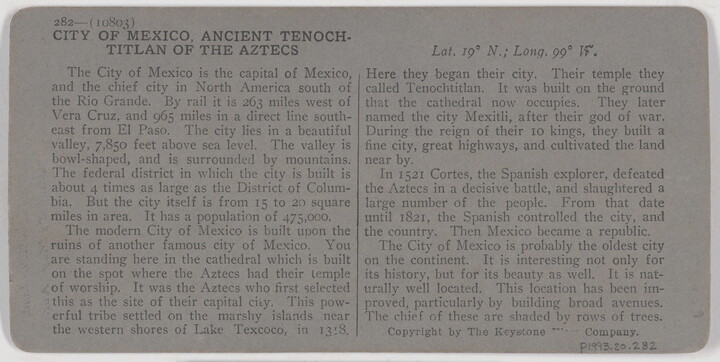 282—(10803)
CITY OF MEXICO, ANCIENT TENOCH-
TITLAN OF THE AZTECS
The City of Mexico is the capital of Mexico,
and the chief city in North America south of
the Rio Grande. By rail it is 263 miles west of
Vera Cruz, and 965 miles in a direct line south-
east from El Paso. The city lies in a beautiful
valley, 7,850 feet above sea level. The valley is
bowl-shaped, and is surrounded by mountains.
The federal district in which the city is built is
about 4 times as large as the District of Colum-
bia. But the city itself is from 15 to 20 square
miles in area. It has a population of 475,000.
The modern City of Mexico is built upon the
ruins of another famous city of Mexico. You
are standing here in the cathedral which is built
on the spot where the Aztecs had their temple
of worship. It was the Aztecs who first selected
this as the site of their capital city. This pow-
erful tribe settled on the marshy islands near
the western shores of Lake Texcoco, in 1318.
Lat. 19° N.; Long. 99° W.
Here they began their city. Their temple they
called Tenochtitlan. It was built on the ground
that the cathedral now occupies. They later
named the city Mexitli, after their god of war.
During the reign of their 10 kings, they built a
fine city, great highways, and cultivated the land
near by.
In 1521 Cortes, the Spanish explorer, defeated
the Aztecs in a decisive battle, and slaughtered a
large number of the people. From that date
until 1821, the Spanish controlled the city, and
the country. Then Mexico became a republic.
The City of Mexico is probably the oldest city
on the continent. It is interesting not only for
its history, but for its beauty as well. It is nat-
urally well located. This location has been im-
proved, particularly by building broad avenues.
The chief of these are shaded by rows of trees.
Copyright by The Keystone Company.
P1993.20.282